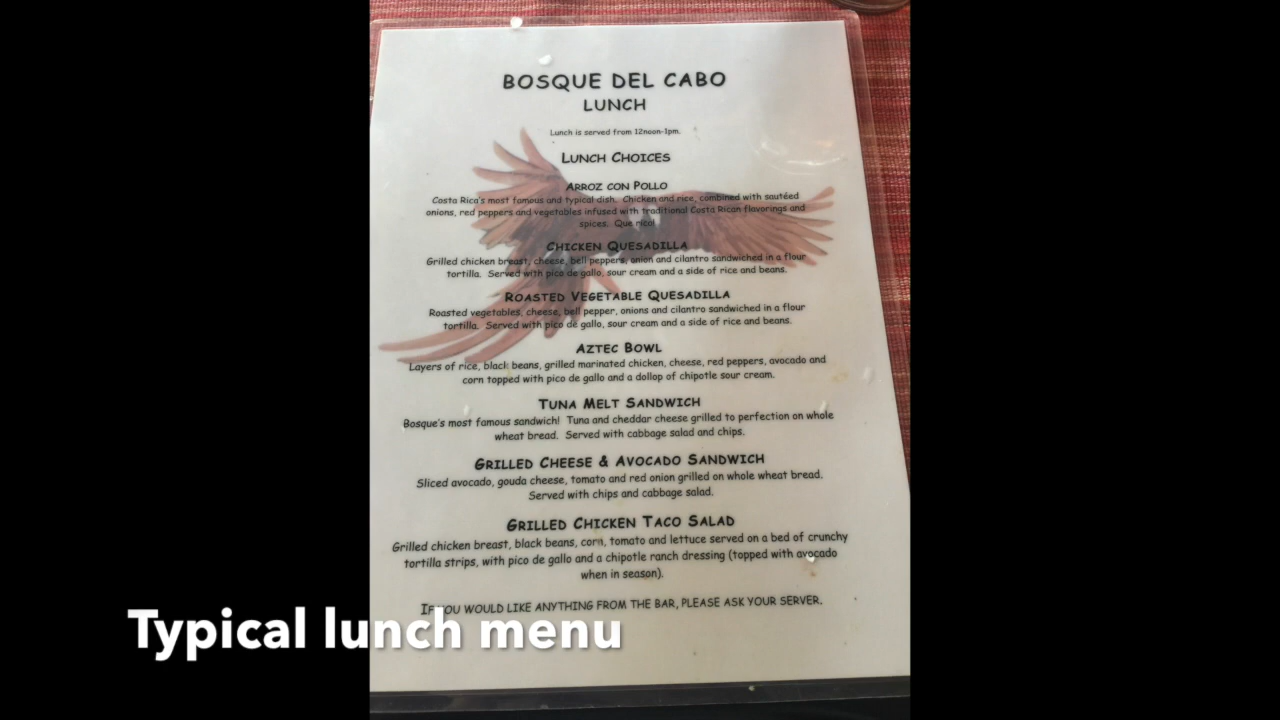 BOSQUE DEL CABO
LUNCH
Lunch is served from 12noon-1pm.
LUNCH CHOICES
ARROZ CON POLLO
Costa Rica's most famous and typical dish. Chicken and rice, combined with sautéed
onions, red peppers and vegetables infused with traditional Costa Rican flavorings and
spices. Que rico!
CHICKEN QUESADILLA
Grilled chicken breast, cheese, bell peppers, onion and cilantro sandwiched in a flour
tortilla. Served with pico de gallo, sour cream and a side of rice and beans.
ROASTED VEGETABLE QUESADILLA
Roasted vegetables, cheese, bell pepper, onions and cilantro sandwiched in a flour
tortilla. Served with pico de gallo, sour cream and a side of rice and beans.
AZTEC BOWL
Layers of rice, black beans, grilled marinated chicken, cheese, red peppers, avocado and
corn topped with pico de gallo and a dollop of chipotle sour cream.
TUNA MELT SANDWICH
Bosque's most famous sandwich! Tuna and cheddar cheese grilled to perfection on whole
wheat bread. Served with cabbage salad and chips.
GRILLED CHEESE & AVOCADO SANDWICH
Sliced avocado, gouda cheese, tomato and red onion grilled on whole wheat bread.
Served with chips and cabbage salad.
GRILLED CHICKEN TACO SALAD
Grilled chicken breast, black beans, corn, tomato and lettuce served on a bed of crunchy
tortilla strips, with pico de gallo and a chipotle ranch dressing (topped with avocado
when in season).
IF YOU WOULD LIKE ANYTHING FROM THE BAR, PLEASE ASK YOUR SERVER.
Typical lunch menu